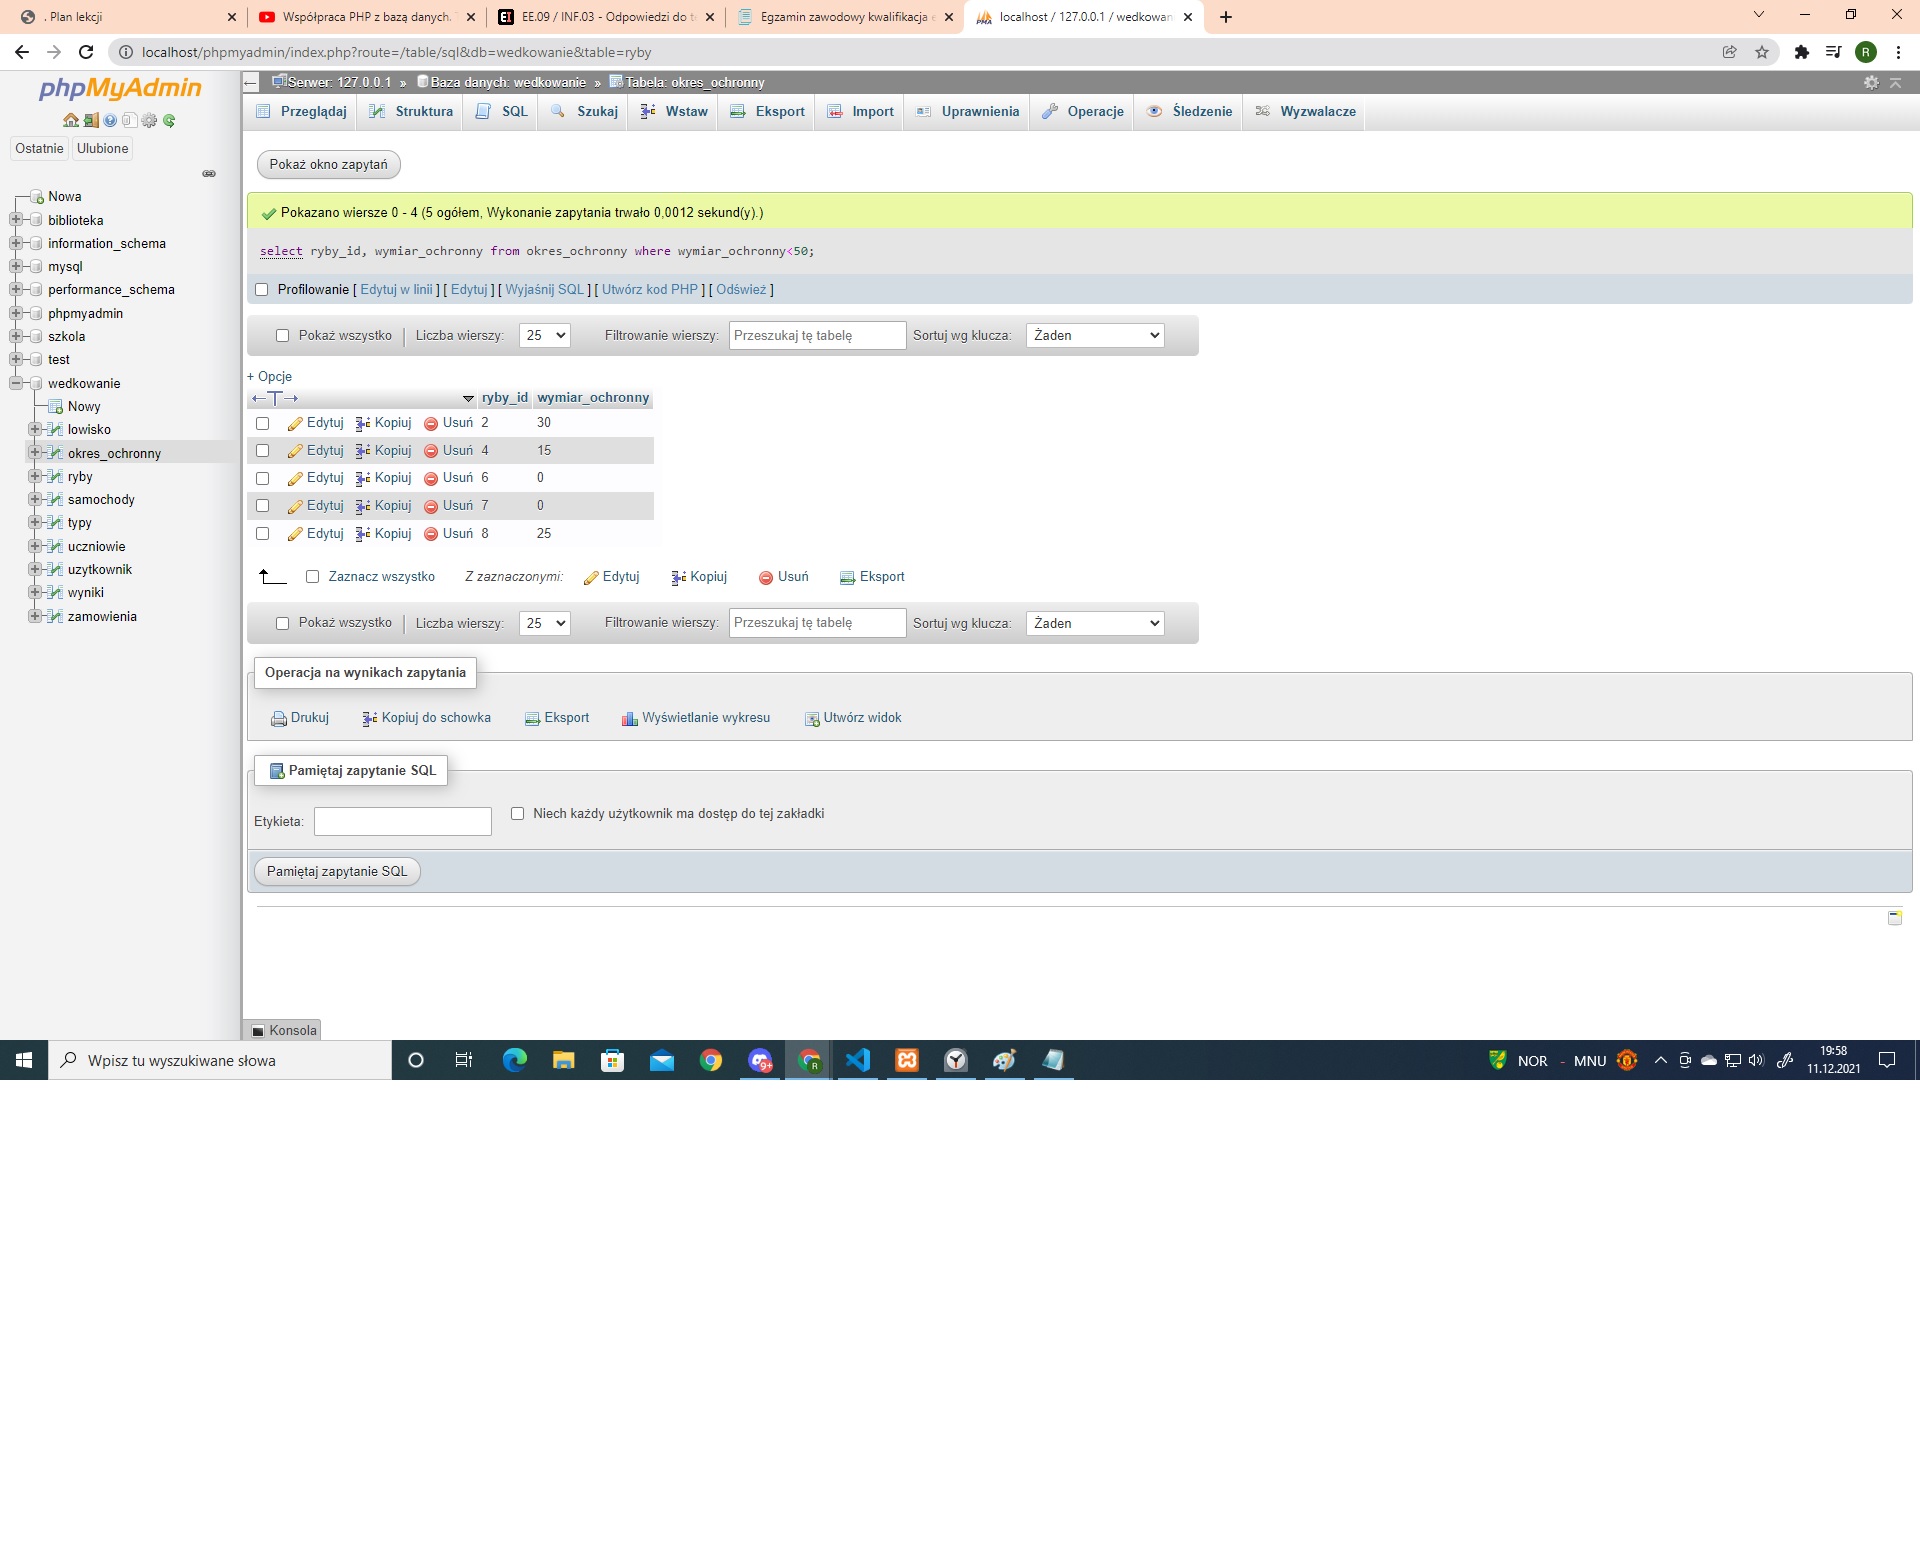 . Plan lekcji
Współpraca PHP z bazą danych.
EE.09 / INF.03 - Odpowiedzi do
Egzamin zawodowy kwalifikacja
localhost / 127.0.0.1 / wedkowan
localhost/phpmyadmin/index.php?route=/table/sql&db=wedkowanie&table=ryby
R
phpMyAdmin
Ostatnie
Ulubione
Nowa
biblioteka
information_schema
mysql
performance_schema
phpmyadmin
szkola
test
wedkowanie
Nowy
lowisko
okres_ochronny
ryby
samochody
typy
uczniowie
uzytkownik
wyniki
zamowienia
Serwer: 127.0.0.1 » Baza danych: wedkowanie » Tabela: okres_ochronny
Przeglądaj Struktura SQL Szukaj Wstaw Eksport Import Uprawnienia Operacje Śledzenie Wyzwalacze
Pokaż okno zapytań
Pokazano wiersze 0 - 4 (5 ogółem, Wykonanie zapytania trwało 0,0012 sekund(y).)
select ryby_id, wymiar_ochronny from okres_ochronny where wymiar_ochronny<50;
Profilowanie [ Edytuj w linii ] [ Edytuj ] [ Wyjaśnij SQL ] [ Utwórz kod PHP ] [ Odśwież ]
Pokaż wszystko | Liczba wierszy: 25 Filtrowanie wierszy: Przeszukaj tę tabelę Sortuj wg klucza: Żaden
+ Opcje
←T→ ryby_id wymiar_ochronny
Edytuj Kopiuj Usuń 2 30
Edytuj Kopiuj Usuń 4 15
Edytuj Kopiuj Usuń 6 0
Edytuj Kopiuj Usuń 7 0
Edytuj Kopiuj Usuń 8 25
Zaznacz wszystko Z zaznaczonymi: Edytuj Kopiuj Usuń Eksport
Pokaż wszystko | Liczba wierszy: 25 Filtrowanie wierszy: Przeszukaj tę tabelę Sortuj wg klucza: Żaden
Operacja na wynikach zapytania
Drukuj Kopiuj do schowka Eksport Wyświetlanie wykresu Utwórz widok
Pamiętaj zapytanie SQL
Etykieta: Niech każdy użytkownik ma dostęp do tej zakładki
Pamiętaj zapytanie SQL
Konsola
Wpisz tu wyszukiwane słowa
9+
R
NOR - MNU
19:58
11.12.2021